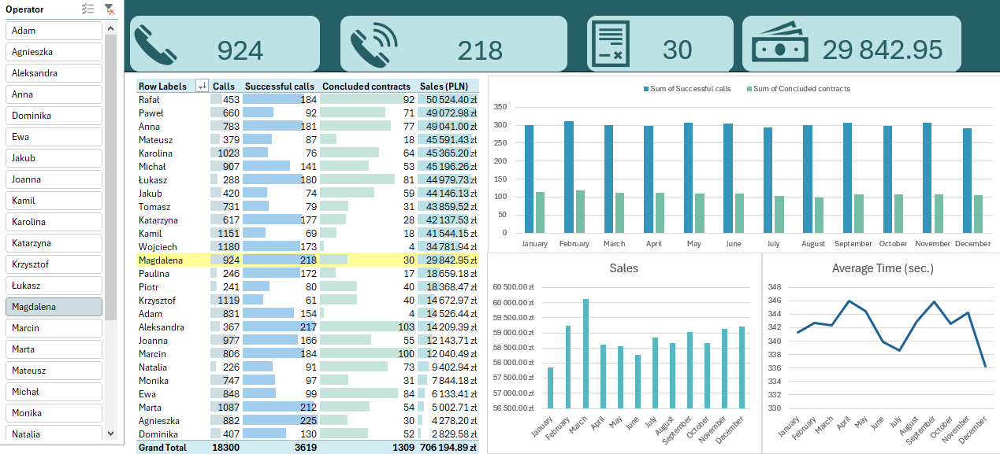 Operator
Adam
Agnieszka
Aleksandra
Anna
Dominika
Ewa
Jakub
Joanna
Kamil
Karolina
Katarzyna
Krzysztof
Łukasz
Magdalena
Marcin
Marta
Mateusz
Michał
Monika
Natalia
924
218
30
29 842.95
Row Labels Calls Successful calls Concluded contracts Sales (PLN)
Rafał 453 184 92 50 524.40 zł
Paweł 660 92 71 49 072.98 zł
Anna 783 181 77 49 041.00 zł
Mateusz 379 87 18 45 591.43 zł
Karolina 1023 76 64 45 365.20 zł
Michał 907 141 53 45 196.26 zł
Łukasz 288 180 81 44 979.73 zł
Jakub 420 74 59 44 146.13 zł
Tomasz 731 79 31 43 859.52 zł
Katarzyna 617 177 28 42 137.53 zł
Kamil 1151 69 18 41 544.15 zł
Wojciech 1180 173 4 34 781.94 zł
Magdalena 924 218 30 29 842.95 zł
Paulina 246 172 17 18 659.18 zł
Piotr 241 80 40 18 368.47 zł
Krzysztof 1119 61 40 14 672.97 zł
Adam 831 154 4 14 526.44 zł
Aleksandra 367 217 103 14 209.39 zł
Joanna 977 166 55 12 143.71 zł
Marcin 806 184 100 12 040.49 zł
Natalia 226 91 73 9 402.94 zł
Monika 747 97 31 7 844.18 zł
Ewa 848 99 84 6 133.41 zł
Marta 1087 212 54 5 002.71 zł
Agnieszka 882 225 30 4 278.20 zł
Dominika 407 130 52 2 829.58 zł
Grand Total 18300 3619 1309 706 194.89 zł
Sum of Successful calls Sum of Concluded contracts
350
300
250
200
150
100
50
0
January February March April May June July August September October November December
Sales
60 500.00 zł
60 000.00 zł
59 500.00 zł
59 000.00 zł
58 500.00 zł
58 000.00 zł
57 500.00 zł
57 000.00 zł
56 500.00 zł
January February March April May June July August September October November December
Average Time (sec.)
348
346
344
342
340
338
336
334
332
330
January February March April May June July August September October November December